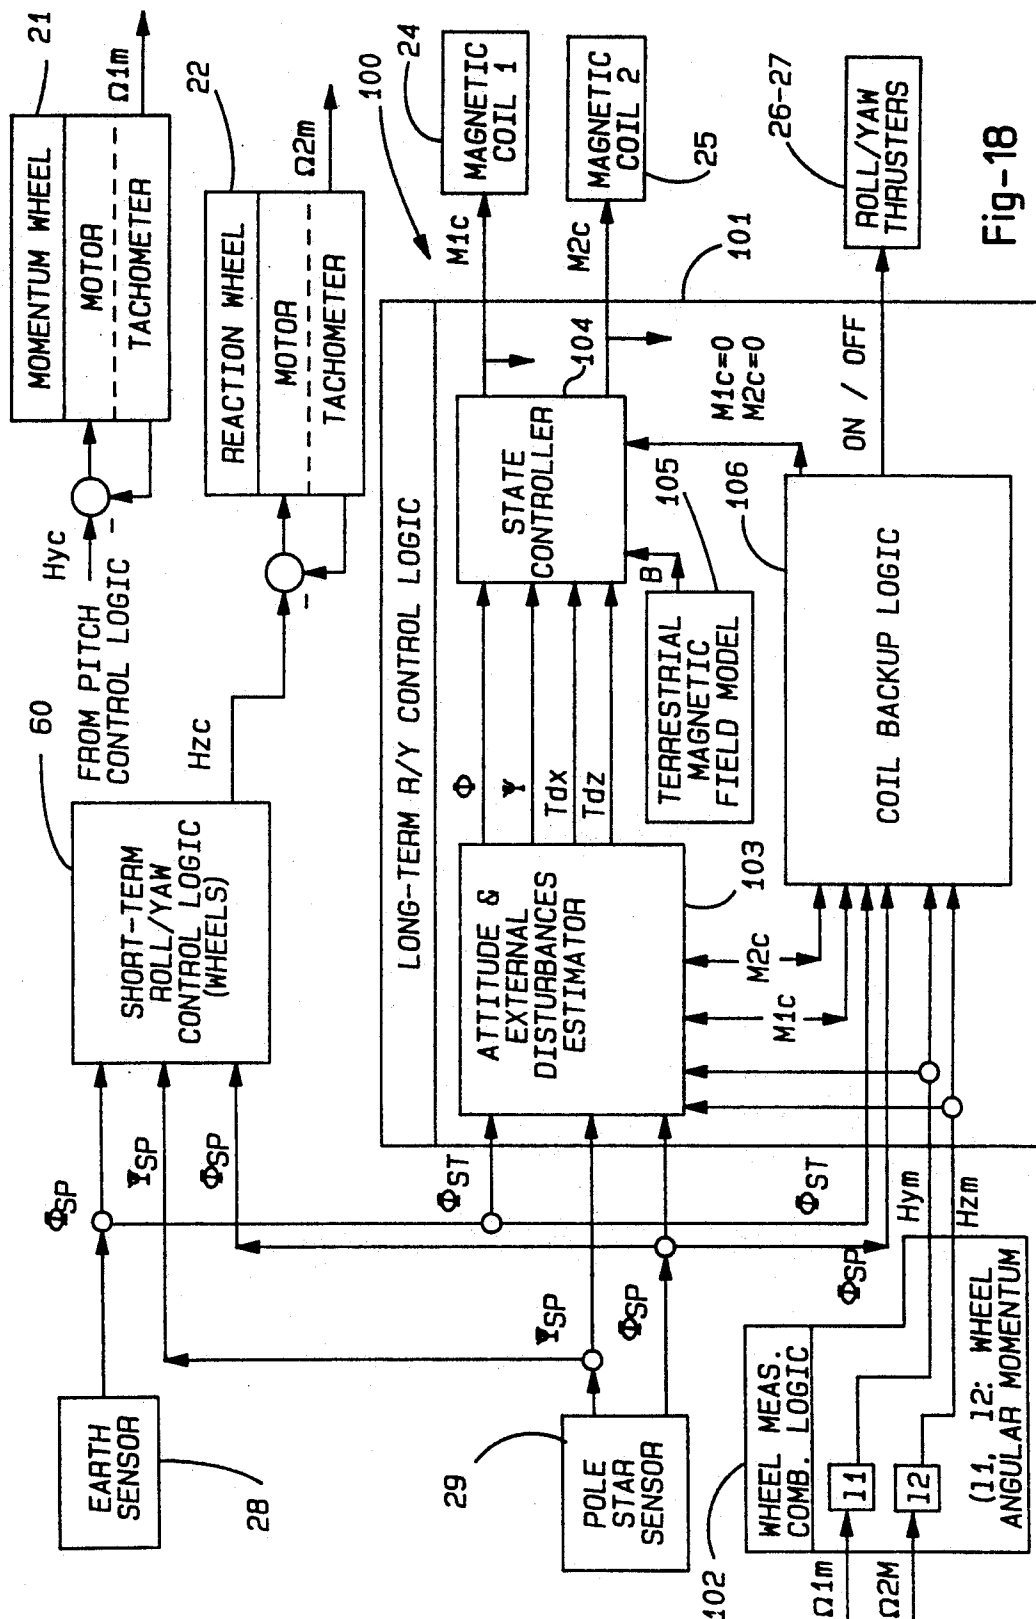 EARTH
SENSOR
28
ΦSP
ΨSP
ΦSP
SHORT-TERM
ROLL/YAW
CONTROL LOGIC
(WHEELS)
60
Hzc
Hyc
FROM PITCH
CONTROL LOGIC
-
MOMENTUM WHEEL
MOTOR
TACHOMETER
21
Ω1m
-
REACTION WHEEL
MOTOR
TACHOMETER
22
Ω2m
100
POLE
STAR
SENSOR
29
ΨSP
ΦSP
ΦST
LONG-TERM R/Y CONTROL LOGIC
ATTITUDE &
EXTERNAL
DISTURBANCES
ESTIMATOR
103
Φ
Ψ
Tdx
Tdz
STATE
CONTROLLER
104
B
TERRESTRIAL
MAGNETIC
FIELD MODEL
105
M1c
MAGNETIC
COIL 1
24
M2c
MAGNETIC
COIL 2
25
101
M1c=0
M2c=0
M1c
M2c
COIL BACKUP LOGIC
106
ON / OFF
ROLL/YAW
THRUSTERS
26-27
ΦST
ΦSP
Hym
Hzm
102
WHEEL MEAS.
COMB. LOGIC
Ω1m
11
Ω2M
12
(11, 12: WHEEL
ANGULAR MOMENTUM
Fig-18